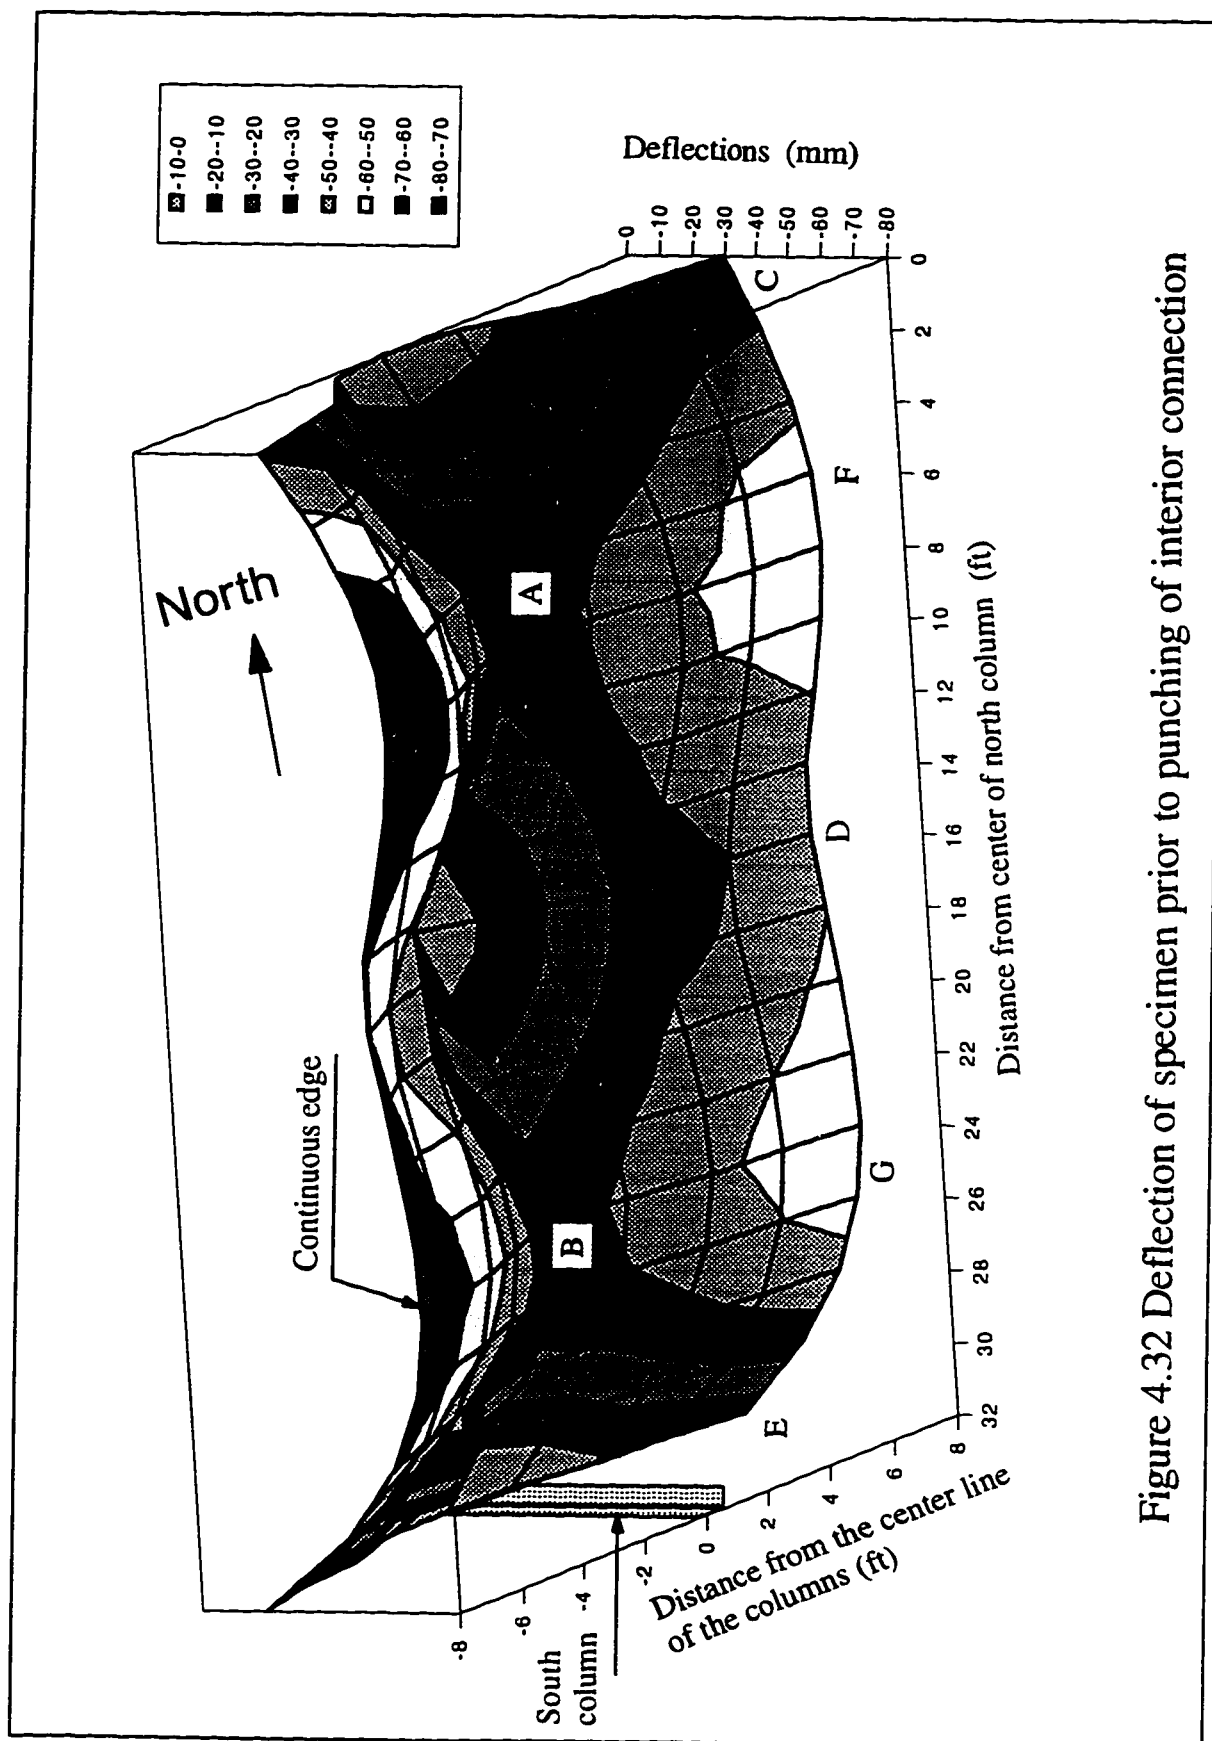 -10-0
-20--10
-30--20
-40--30
-50--40
-60--50
-70--60
-80--70
North
Continuous edge
Deflections (mm)
0
-10
-20
-30
-40
-50
-60
-70
-80
A
B
C
D
E
F
G
South
column
-8
-6
-4
-2
0
2
4
6
8
Distance from the center line
of the columns (ft)
32
30
28
26
24
22
20
18
16
14
12
10
8
6
4
2
0
Distance from center of north column (ft)
Figure 4.32 Deflection of specimen prior to punching of interior connection